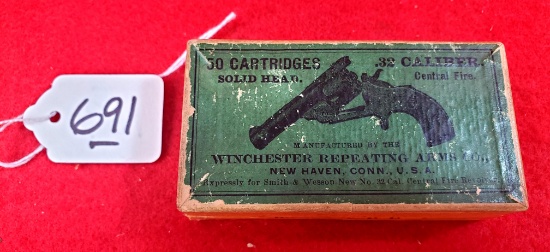 691
50 CARTRIDGES .32 CALIBER.
SOLID HEAD. Central Fire.
MANUFACTURED BY THE
WINCHESTER REPEATING ARMS CO.,
NEW HAVEN, CONN., U.S.A.
Expressly for Smith & Wesson New No. 32 Cal. Central Fire